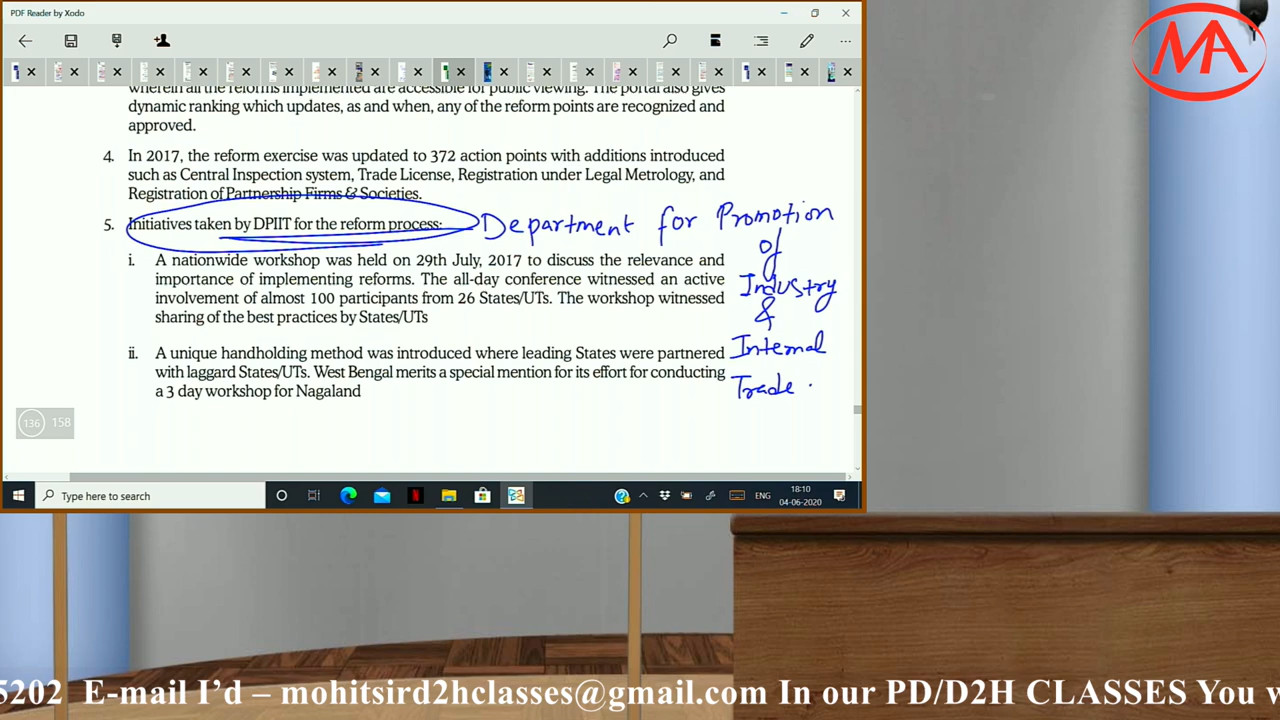 PDF Reader by Xodo
MA
wherein all the reforms implemented are accessible for public viewing. The portal also gives
dynamic ranking which updates, as and when, any of the reform points are recognized and
approved.
4. In 2017, the reform exercise was updated to 372 action points with additions introduced
such as Central Inspection system, Trade License, Registration under Legal Metrology, and
Registration of Partnership Firms & Societies.
5. Initiatives taken by DPIIT for the reform process:
Department for Promotion
of
Industry
&
Internal
Trade.
i. A nationwide workshop was held on 29th July, 2017 to discuss the relevance and
importance of implementing reforms. The all-day conference witnessed an active
involvement of almost 100 participants from 26 States/UTs. The workshop witnessed
sharing of the best practices by States/UTs
ii. A unique handholding method was introduced where leading States were partnered
with laggard States/UTs. West Bengal merits a special mention for its effort for conducting
a 3 day workshop for Nagaland
136 158
Type here to search
ENG
18:10
04-06-2020
5202 E-mail I'd – mohitsird2hclasses@gmail.com In our PD/D2H CLASSES You w